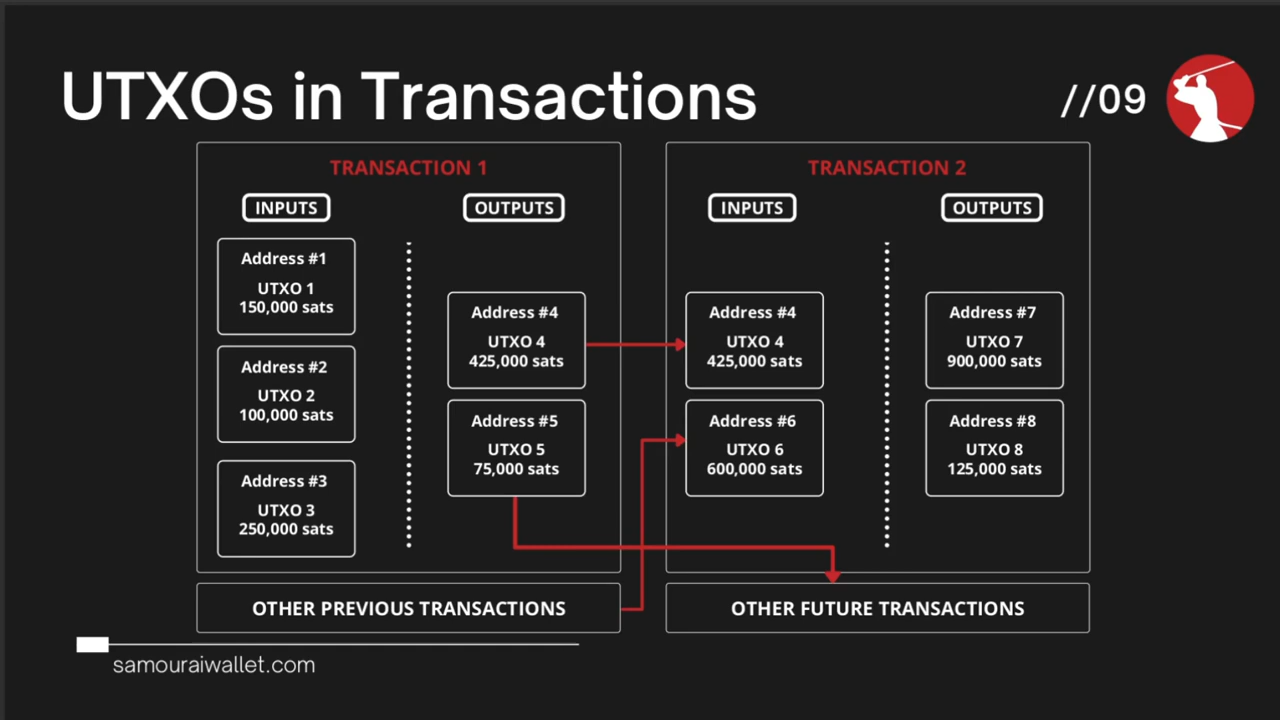 UTXOs in Transactions
//09
TRANSACTION 1
INPUTS
OUTPUTS
Address #1
UTXO 1
150,000 sats
Address #2
UTXO 2
100,000 sats
Address #3
UTXO 3
250,000 sats
Address #4
UTXO 4
425,000 sats
Address #5
UTXO 5
75,000 sats
TRANSACTION 2
INPUTS
OUTPUTS
Address #4
UTXO 4
425,000 sats
Address #6
UTXO 6
600,000 sats
Address #7
UTXO 7
900,000 sats
Address #8
UTXO 8
125,000 sats
OTHER PREVIOUS TRANSACTIONS
OTHER FUTURE TRANSACTIONS
samouraiwallet.com